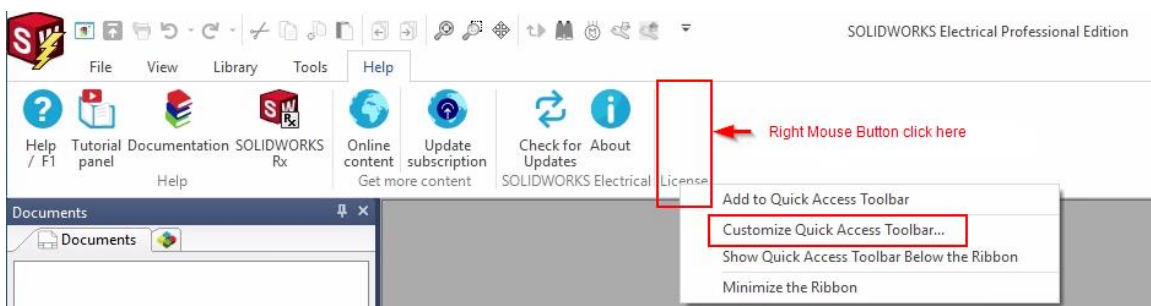 SOLIDWORKS Electrical Professional Edition
File View Library Tools Help
Help / F1
Tutorial panel
Documentation
SOLIDWORKS Rx
Online content
Update subscription
Check for Updates
About
Right Mouse Button click here
Help
Get more content
SOLIDWORKS Electrical
License
Add to Quick Access Toolbar
Customize Quick Access Toolbar...
Show Quick Access Toolbar Below the Ribbon
Minimize the Ribbon
Documents
Documents